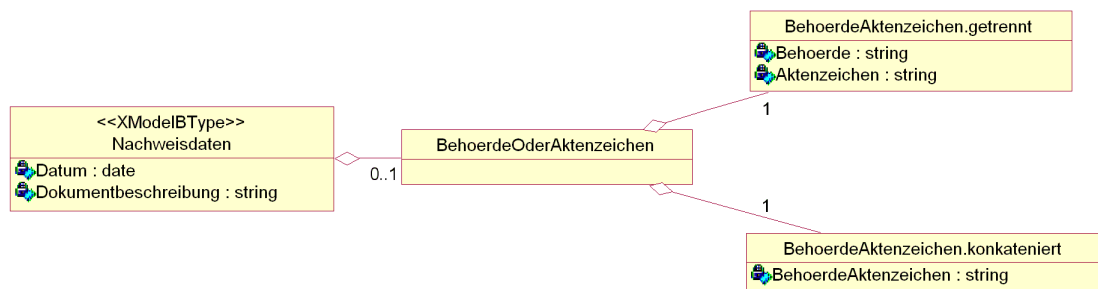 BehoerdeAktenzeichen.getrennt
Behoerde : string
Aktenzeichen : string
1
<<XModelBType>>
Nachweisdaten
Datum : date
Dokumentbeschreibung : string
0..1
BehoerdeOderAktenzeichen
1
BehoerdeAktenzeichen.konkateniert
BehoerdeAktenzeichen : string